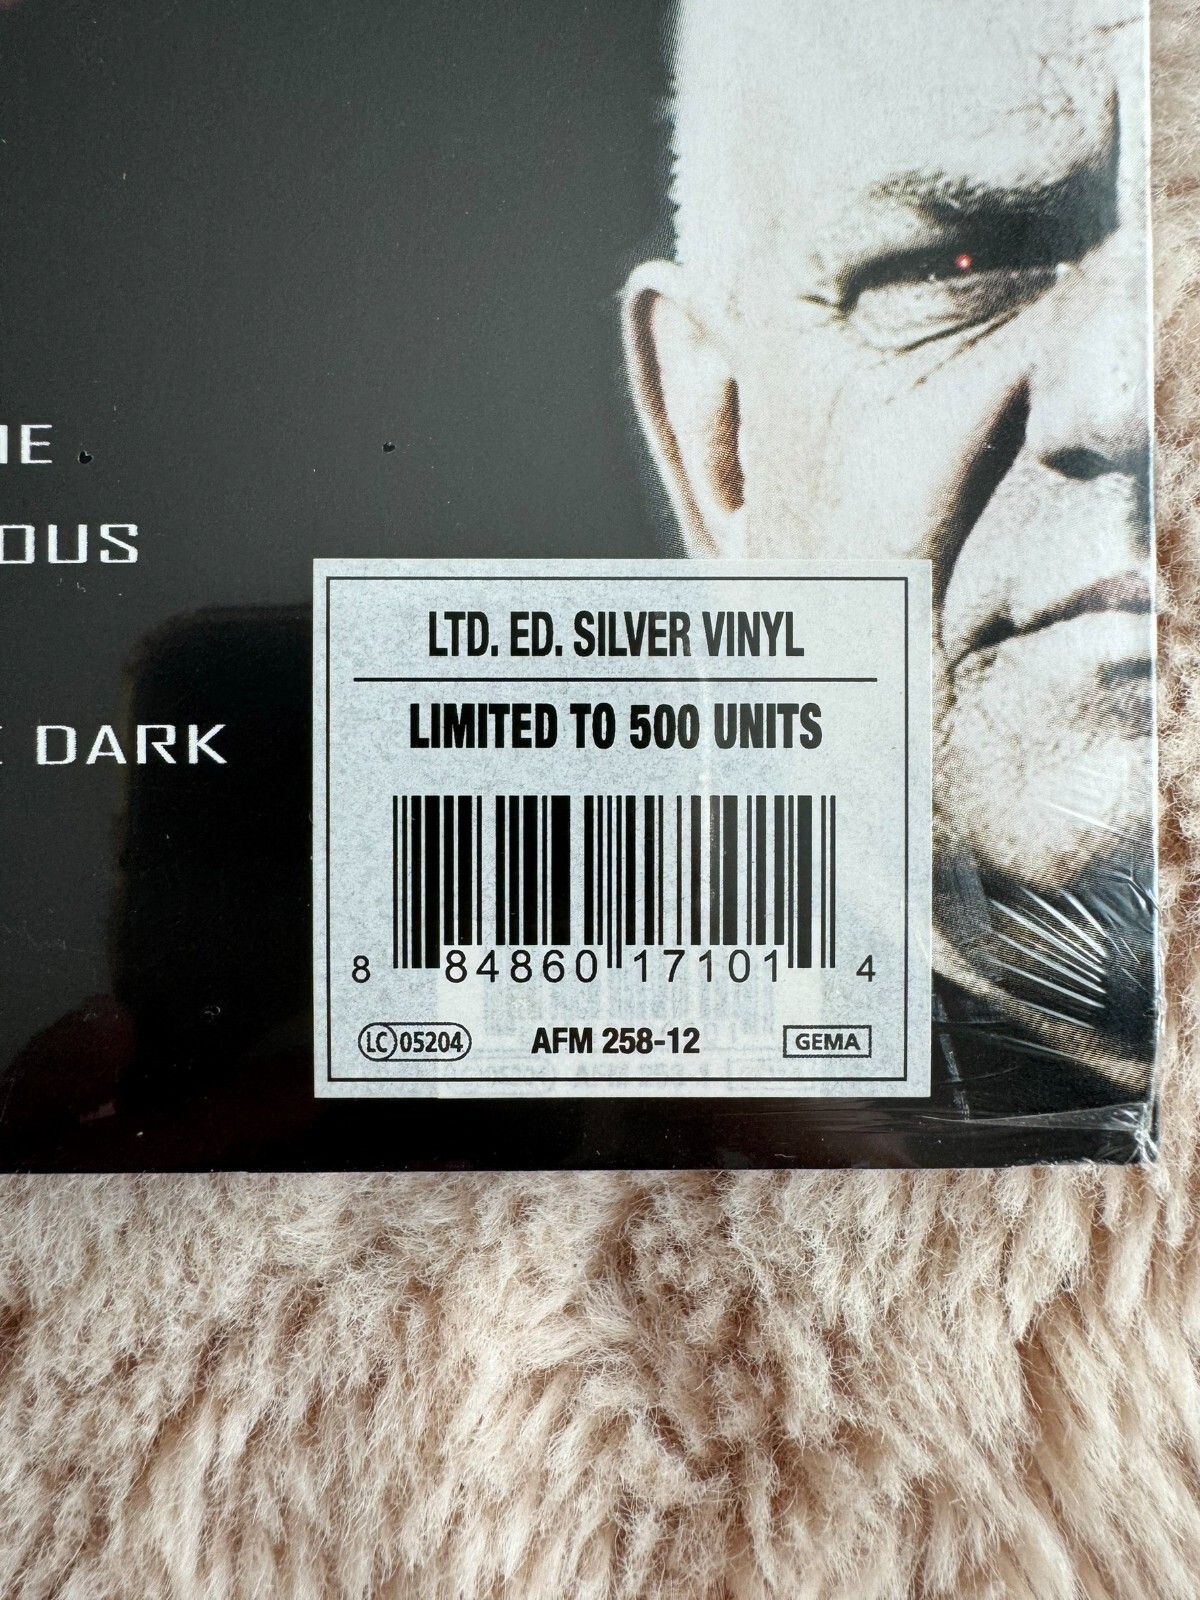 IE
OUS
DARK
LTD. ED. SILVER VINYL
LIMITED TO 500 UNITS
8 84860 17101 4
LC 05204 AFM 258-12 GEMA